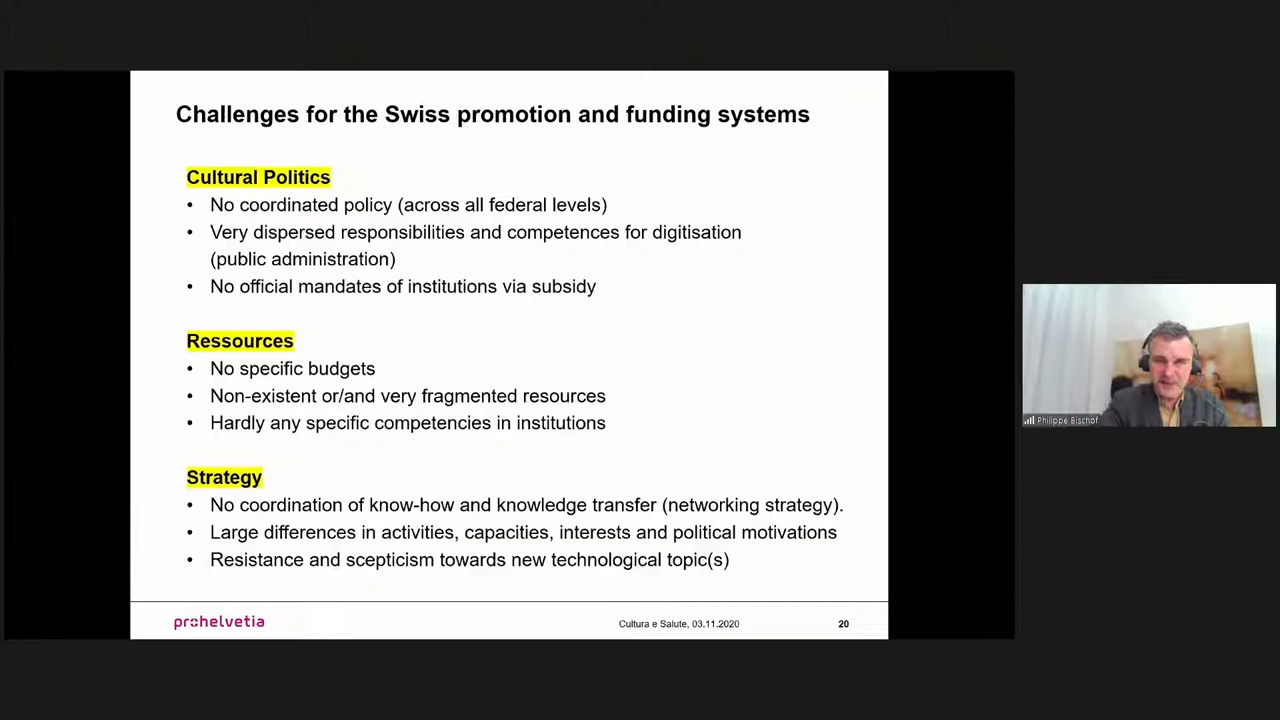 Challenges for the Swiss promotion and funding systems
Cultural Politics
• No coordinated policy (across all federal levels)
• Very dispersed responsibilities and competences for digitisation
(public administration)
• No official mandates of institutions via subsidy
Ressources
• No specific budgets
• Non-existent or/and very fragmented resources
• Hardly any specific competencies in institutions
Strategy
• No coordination of know-how and knowledge transfer (networking strategy).
• Large differences in activities, capacities, interests and political motivations
• Resistance and scepticism towards new technological topic(s)
prohelvetia
Cultura e Salute, 03.11.2020
20
Philippe Bischof